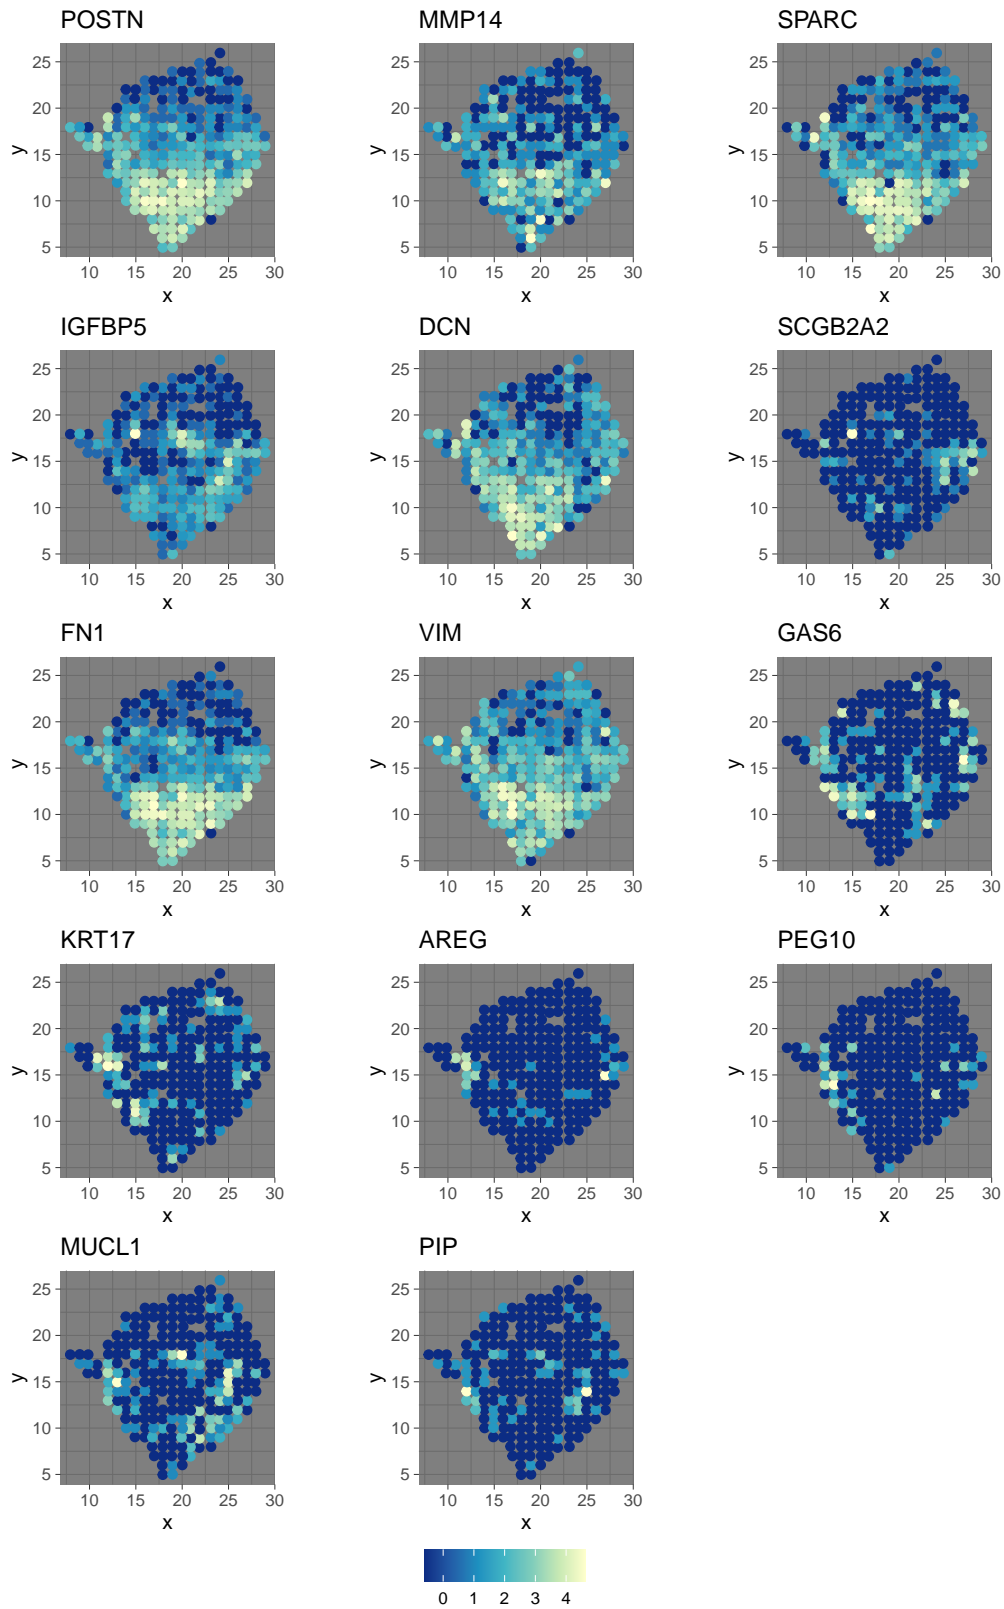 POSTN MMP14 SPARC
25 25 25
20 20 20
y y y
15 15 15
10 10 10
5 5 5
10 15 20 25 30 10 15 20 25 30 10 15 20 25 30
x x x
IGFBP5 DCN SCGB2A2
25 25 25
20 20 20
y y y
15 15 15
10 10 10
5 5 5
10 15 20 25 30 10 15 20 25 30 10 15 20 25 30
x x x
FN1 VIM GAS6
25 25 25
20 20 20
y y y
15 15 15
10 10 10
5 5 5
10 15 20 25 30 10 15 20 25 30 10 15 20 25 30
x x x
KRT17 AREG PEG10
25 25 25
20 20 20
y y y
15 15 15
10 10 10
5 5 5
10 15 20 25 30 10 15 20 25 30 10 15 20 25 30
x x x
MUCL1 PIP
25 25
20 20
y y
15 15
10 10
5 5
10 15 20 25 30 10 15 20 25 30
x x
0 1 2 3 4